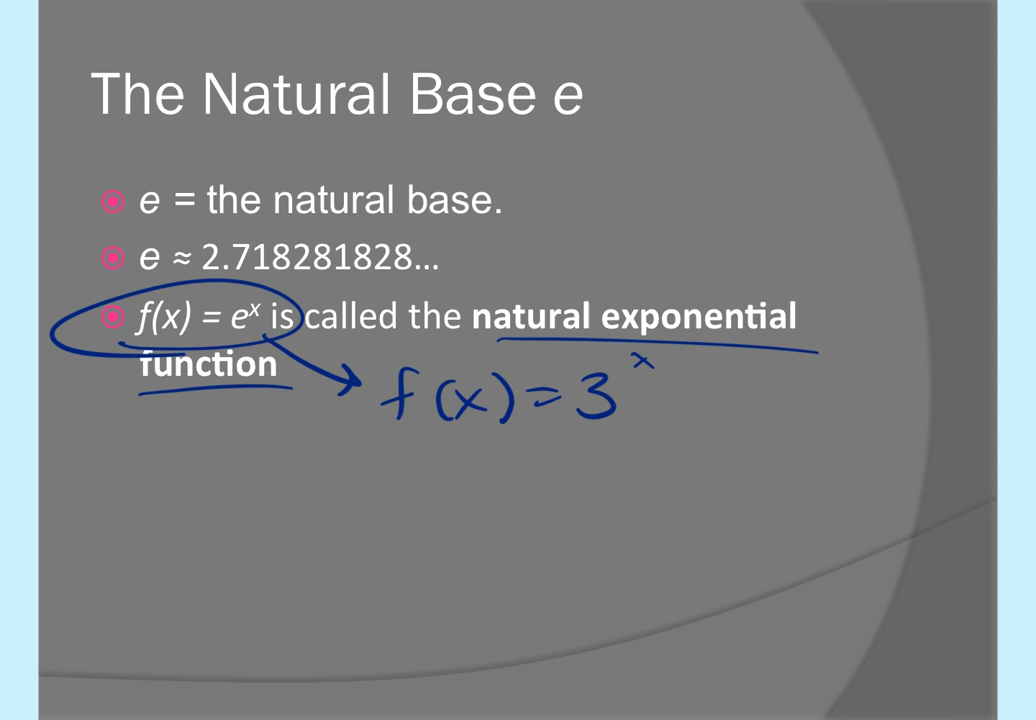 The Natural Base e
e = the natural base.
e ≈ 2.718281828…
f(x) = eˣ is called the natural exponential
function
f(x) = 3ˣ